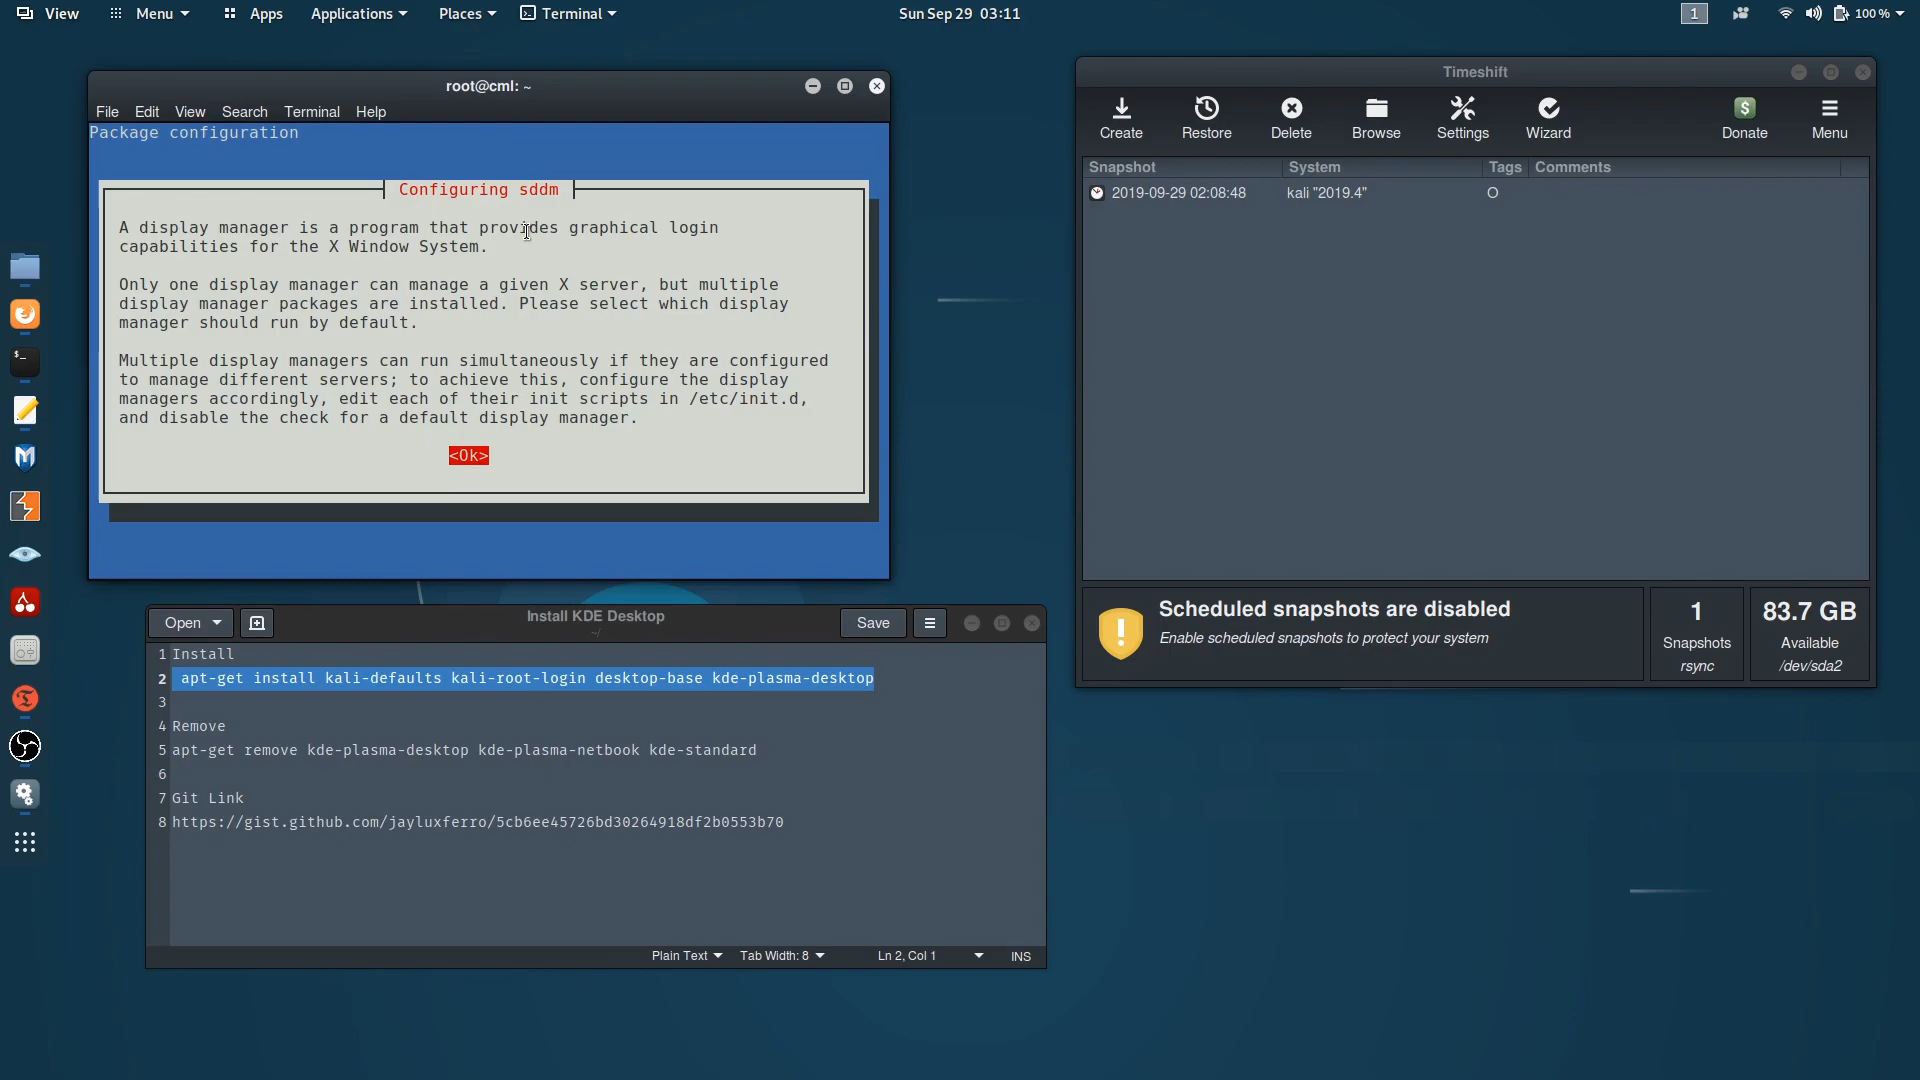 View Menu Apps Applications Places Terminal Sun Sep 29 03:11 1 100 %
root@cml: ~
File Edit View Search Terminal Help
Package configuration
Configuring sddm
A display manager is a program that provides graphical login
capabilities for the X Window System.
Only one display manager can manage a given X server, but multiple
display manager packages are installed. Please select which display
manager should run by default.
Multiple display managers can run simultaneously if they are configured
to manage different servers; to achieve this, configure the display
managers accordingly, edit each of their init scripts in /etc/init.d,
and disable the check for a default display manager.
<Ok>
Timeshift
Create Restore Delete Browse Settings Wizard Donate Menu
Snapshot System Tags Comments
2019-09-29 02:08:48 kali "2019.4" O
Scheduled snapshots are disabled
Enable scheduled snapshots to protect your system
1
Snapshots
rsync
83.7 GB
Available
/dev/sda2
Open Install KDE Desktop Save
~/
1 Install
2 apt-get install kali-defaults kali-root-login desktop-base kde-plasma-desktop
3
4 Remove
5 apt-get remove kde-plasma-desktop kde-plasma-netbook kde-standard
6
7 Git Link
8 https://gist.github.com/jayluxferro/5cb6ee45726bd30264918df2b0553b70
Plain Text Tab Width: 8 Ln 2, Col 1 INS